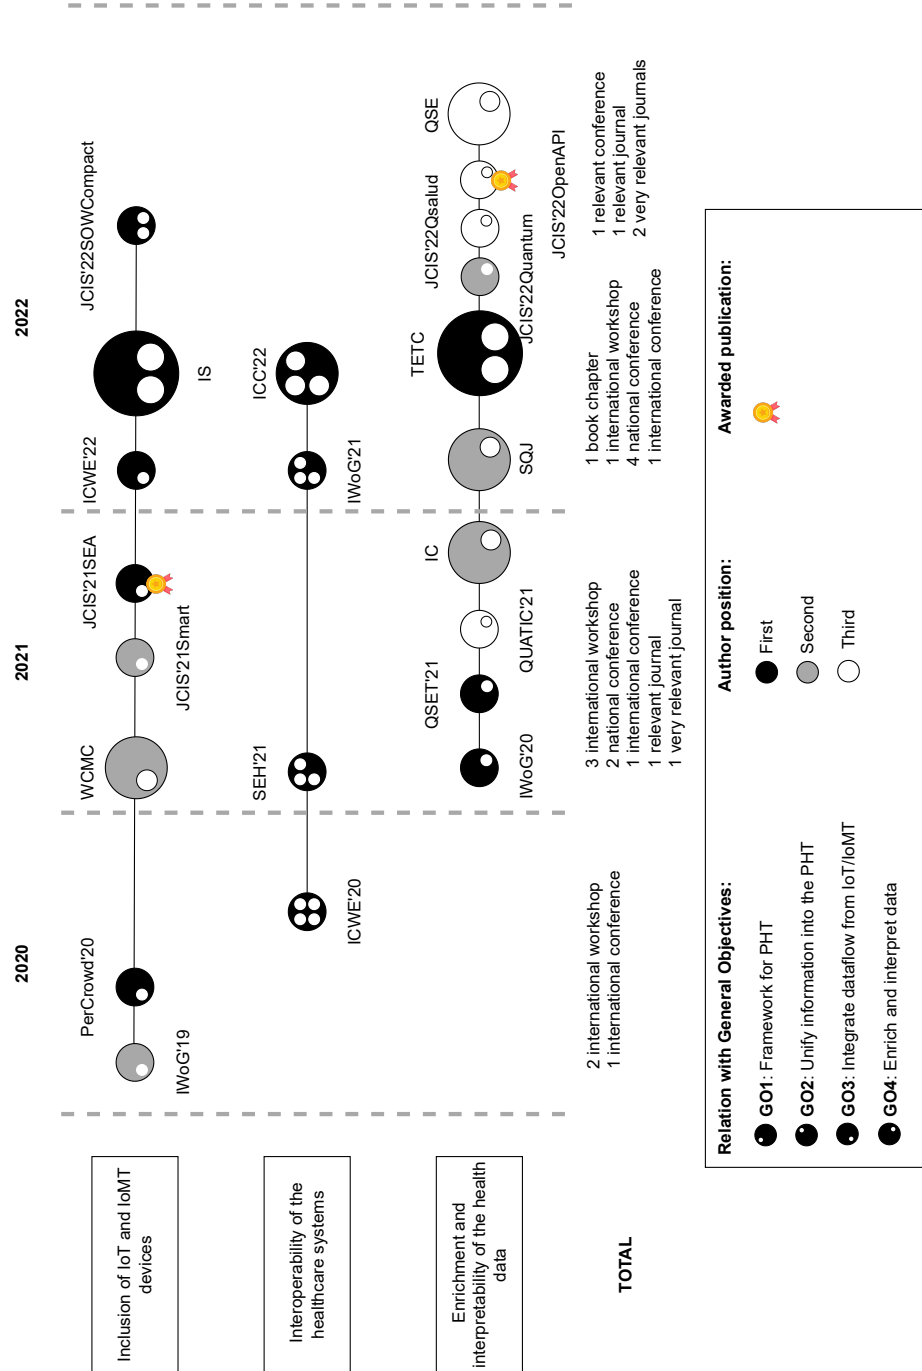 2020
2021
2022
Inclusion of IoT and IoMT
devices
PerCrowd'20
IWoG'19
WCMC
JCIS'21Smart
JCIS'21SEA
ICWE'22
IS
JCIS'22SOWCompact
Interoperability of the
healthcare systems
ICWE'20
SEH'21
IWoG'21
ICC'22
Enrichment and
interpretability of the health
data
IWoG'20
QSET'21
QUATIC'21
IC
SQJ
TETC
JCIS'22Quantum
JCIS'22Qsalud
JCIS'22OpenAPI
QSE
TOTAL
2 international workshop
1 international conference
3 international workshop
2 national conference
1 international conference
1 relevant journal
1 very relevant journal
1 book chapter
1 international workshop
4 national conference
1 international conference
1 relevant conference
1 relevant journal
2 very relevant journals
Relation with General Objectives:
GO1: Framework for PHT
GO2: Unify information into the PHT
GO3: Integrate dataflow from IoT/IoMT
GO4: Enrich and interpret data
Author position:
First
Second
Third
Awarded publication: